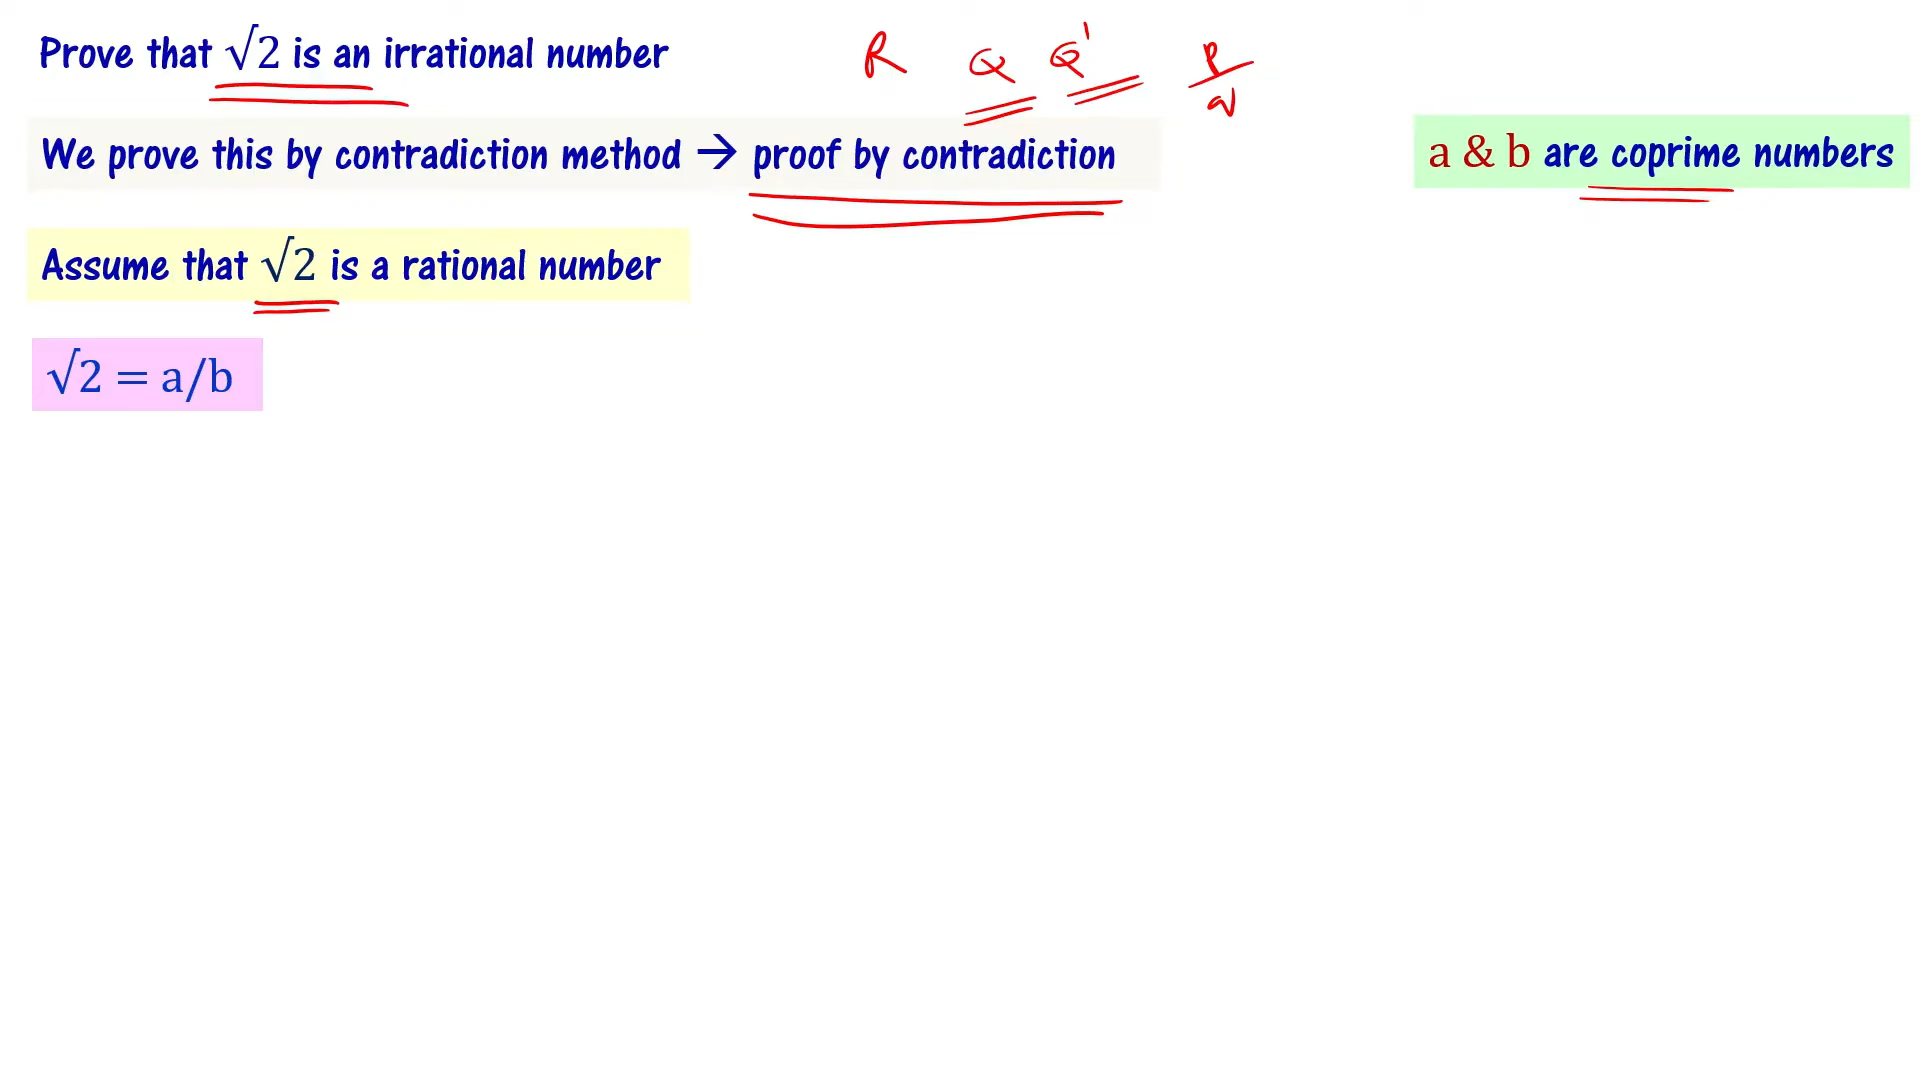 Prove that √2 is an irrational number
R Q Q' p/q
We prove this by contradiction method → proof by contradiction
a & b are coprime numbers
Assume that √2 is a rational number
√2 = a/b